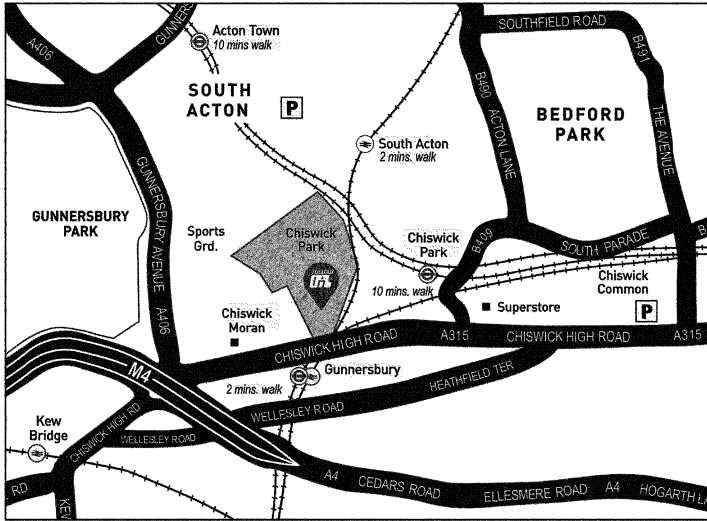 A406
GUNNERS
Acton Town
10 mins walk
SOUTHFIELD ROAD
SOUTH
ACTON
P
B490
ACTON LANE
B491
THE AVENUE
BEDFORD
PARK
South Acton
2 mins. walk
GUNNERSBURY
PARK
GUNNERSBURY AVENUE
A406
Sports
Grd.
Chiswick
Park
Chiswick
Park
10 mins. walk
B409
SOUTH PARADE
B
Chiswick
Common
Superstore
P
Chiswick
Moran
CHISWICK HIGH ROAD
A315
CHISWICK HIGH ROAD
A315
M4
2 mins. walk
Gunnersbury
HEATHFIELD TER
WELLESLEY ROAD
Kew
Bridge
CHISWICK HIGH RD
WELLESLEY ROAD
RD
KEW
A4
CEDARS ROAD
ELLESMERE ROAD
A4
HOGARTH LA